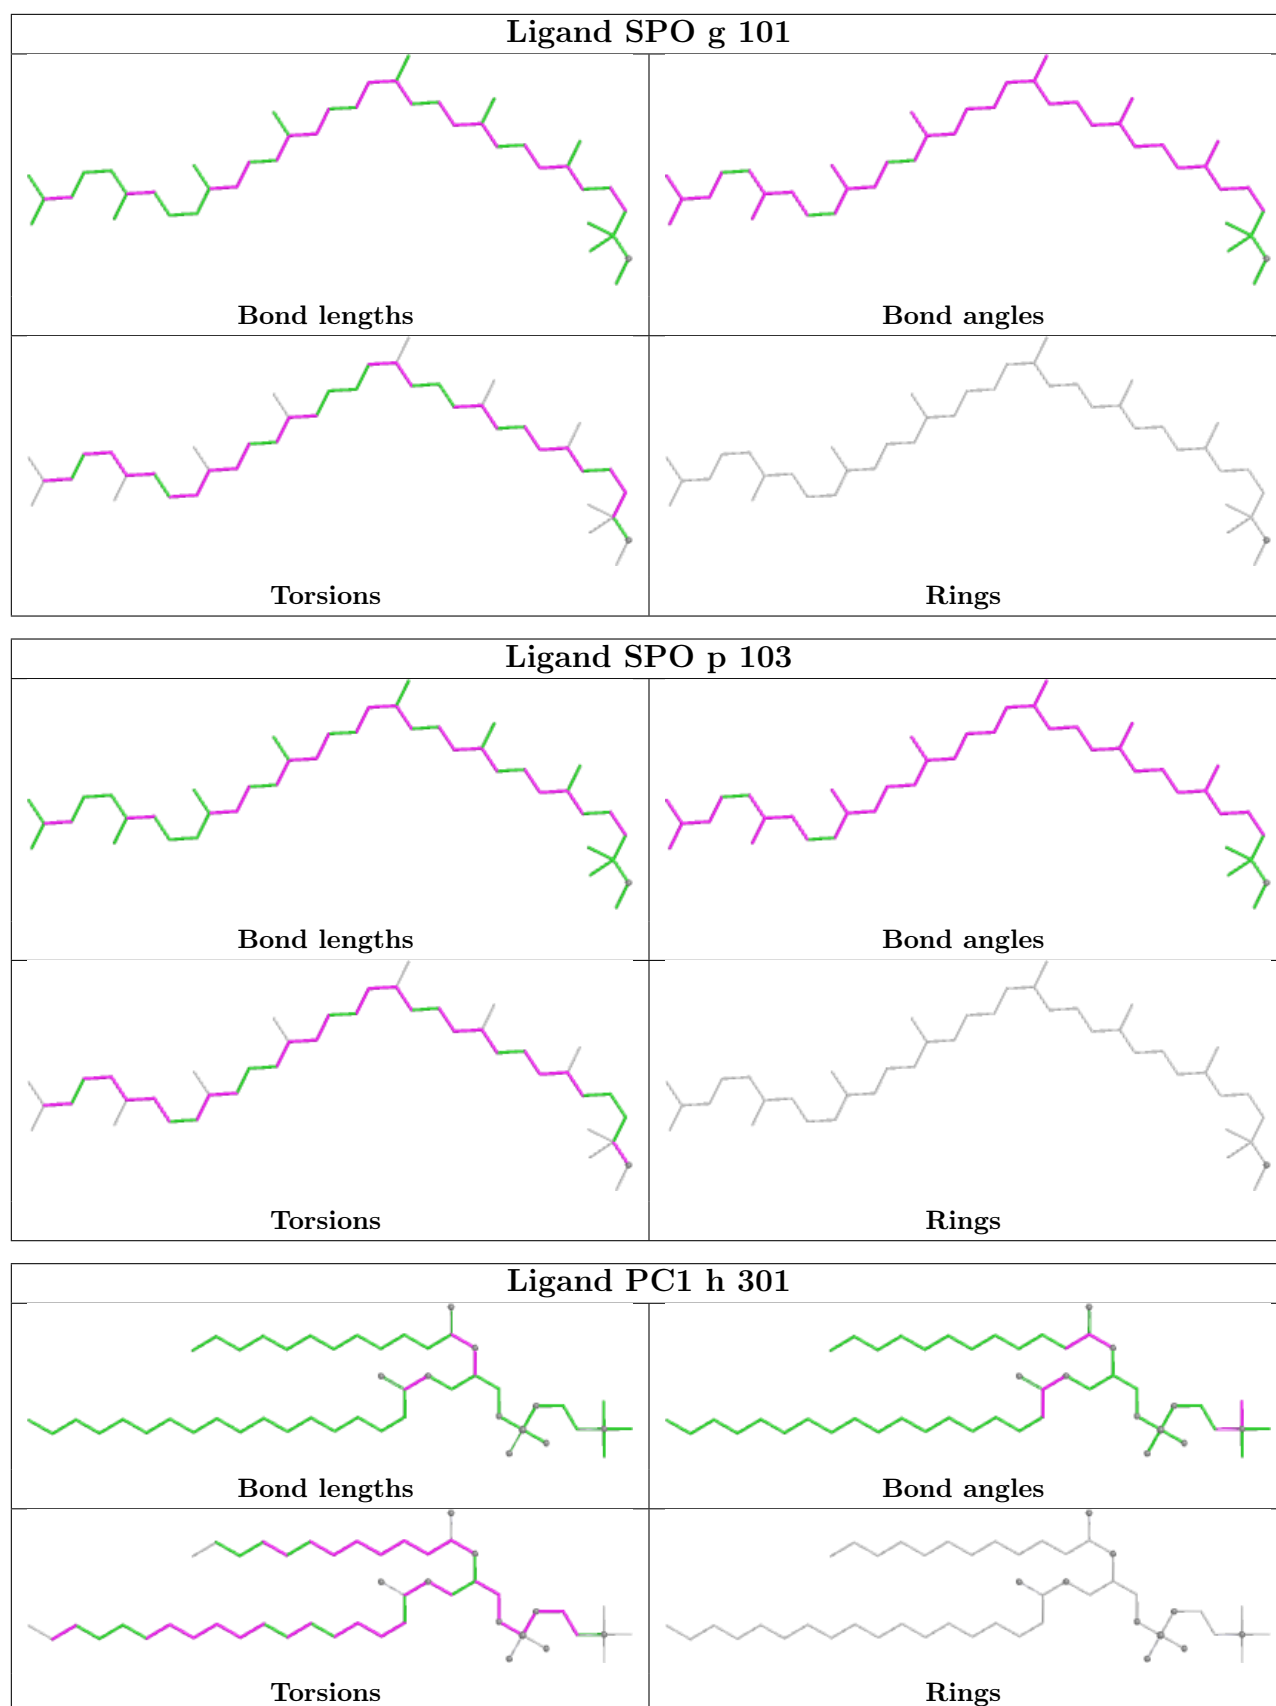 Ligand SPO g 101
Bond lengths
Bond angles
Torsions
Rings
Ligand SPO p 103
Bond lengths
Bond angles
Torsions
Rings
Ligand PC1 h 301
Bond lengths
Bond angles
Torsions
Rings